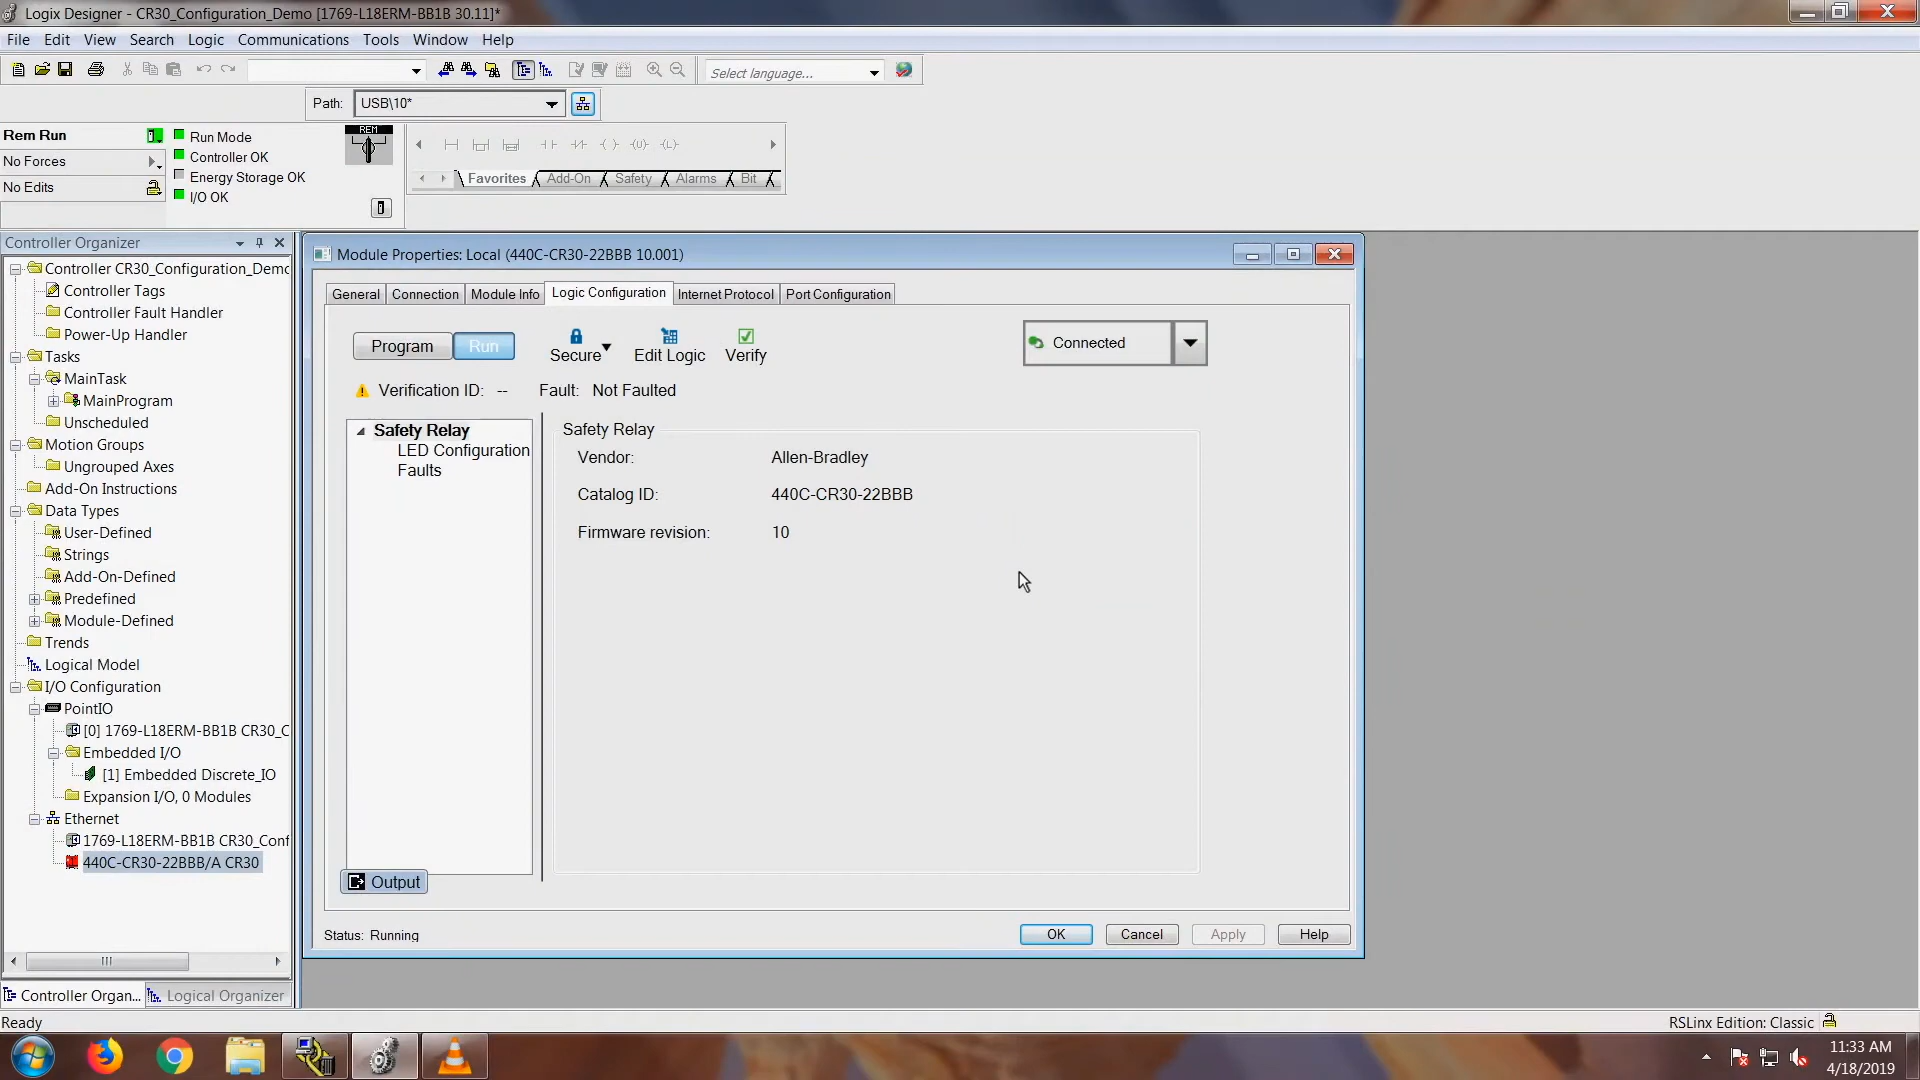 Logix Designer - CR30_Configuration_Demo [1769-L18ERM-BB1B 30.11]*
File Edit View Search Logic Communications Tools Window Help
Select language...
Path: USB\10*
Rem Run
No Forces
No Edits
Run Mode
Controller OK
Energy Storage OK
I/O OK
REM
Favorites Add-On Safety Alarms Bit
Controller Organizer
Controller CR30_Configuration_Demo
Controller Tags
Controller Fault Handler
Power-Up Handler
Tasks
MainTask
MainProgram
Unscheduled
Motion Groups
Ungrouped Axes
Add-On Instructions
Data Types
User-Defined
Strings
Add-On-Defined
Predefined
Module-Defined
Trends
Logical Model
I/O Configuration
PointIO
[0] 1769-L18ERM-BB1B CR30_C
Embedded I/O
[1] Embedded Discrete_IO
Expansion I/O, 0 Modules
Ethernet
1769-L18ERM-BB1B CR30_Conf
440C-CR30-22BBB/A CR30
Controller Organ... Logical Organizer
Module Properties: Local (440C-CR30-22BBB 10.001)
General Connection Module Info Logic Configuration Internet Protocol Port Configuration
Program Run Secure Edit Logic Verify Connected
Verification ID: -- Fault: Not Faulted
Safety Relay
LED Configuration
Faults
Safety Relay
Vendor: Allen-Bradley
Catalog ID: 440C-CR30-22BBB
Firmware revision: 10
Output
Status: Running
OK Cancel Apply Help
Ready
RSLinx Edition: Classic
11:33 AM
4/18/2019